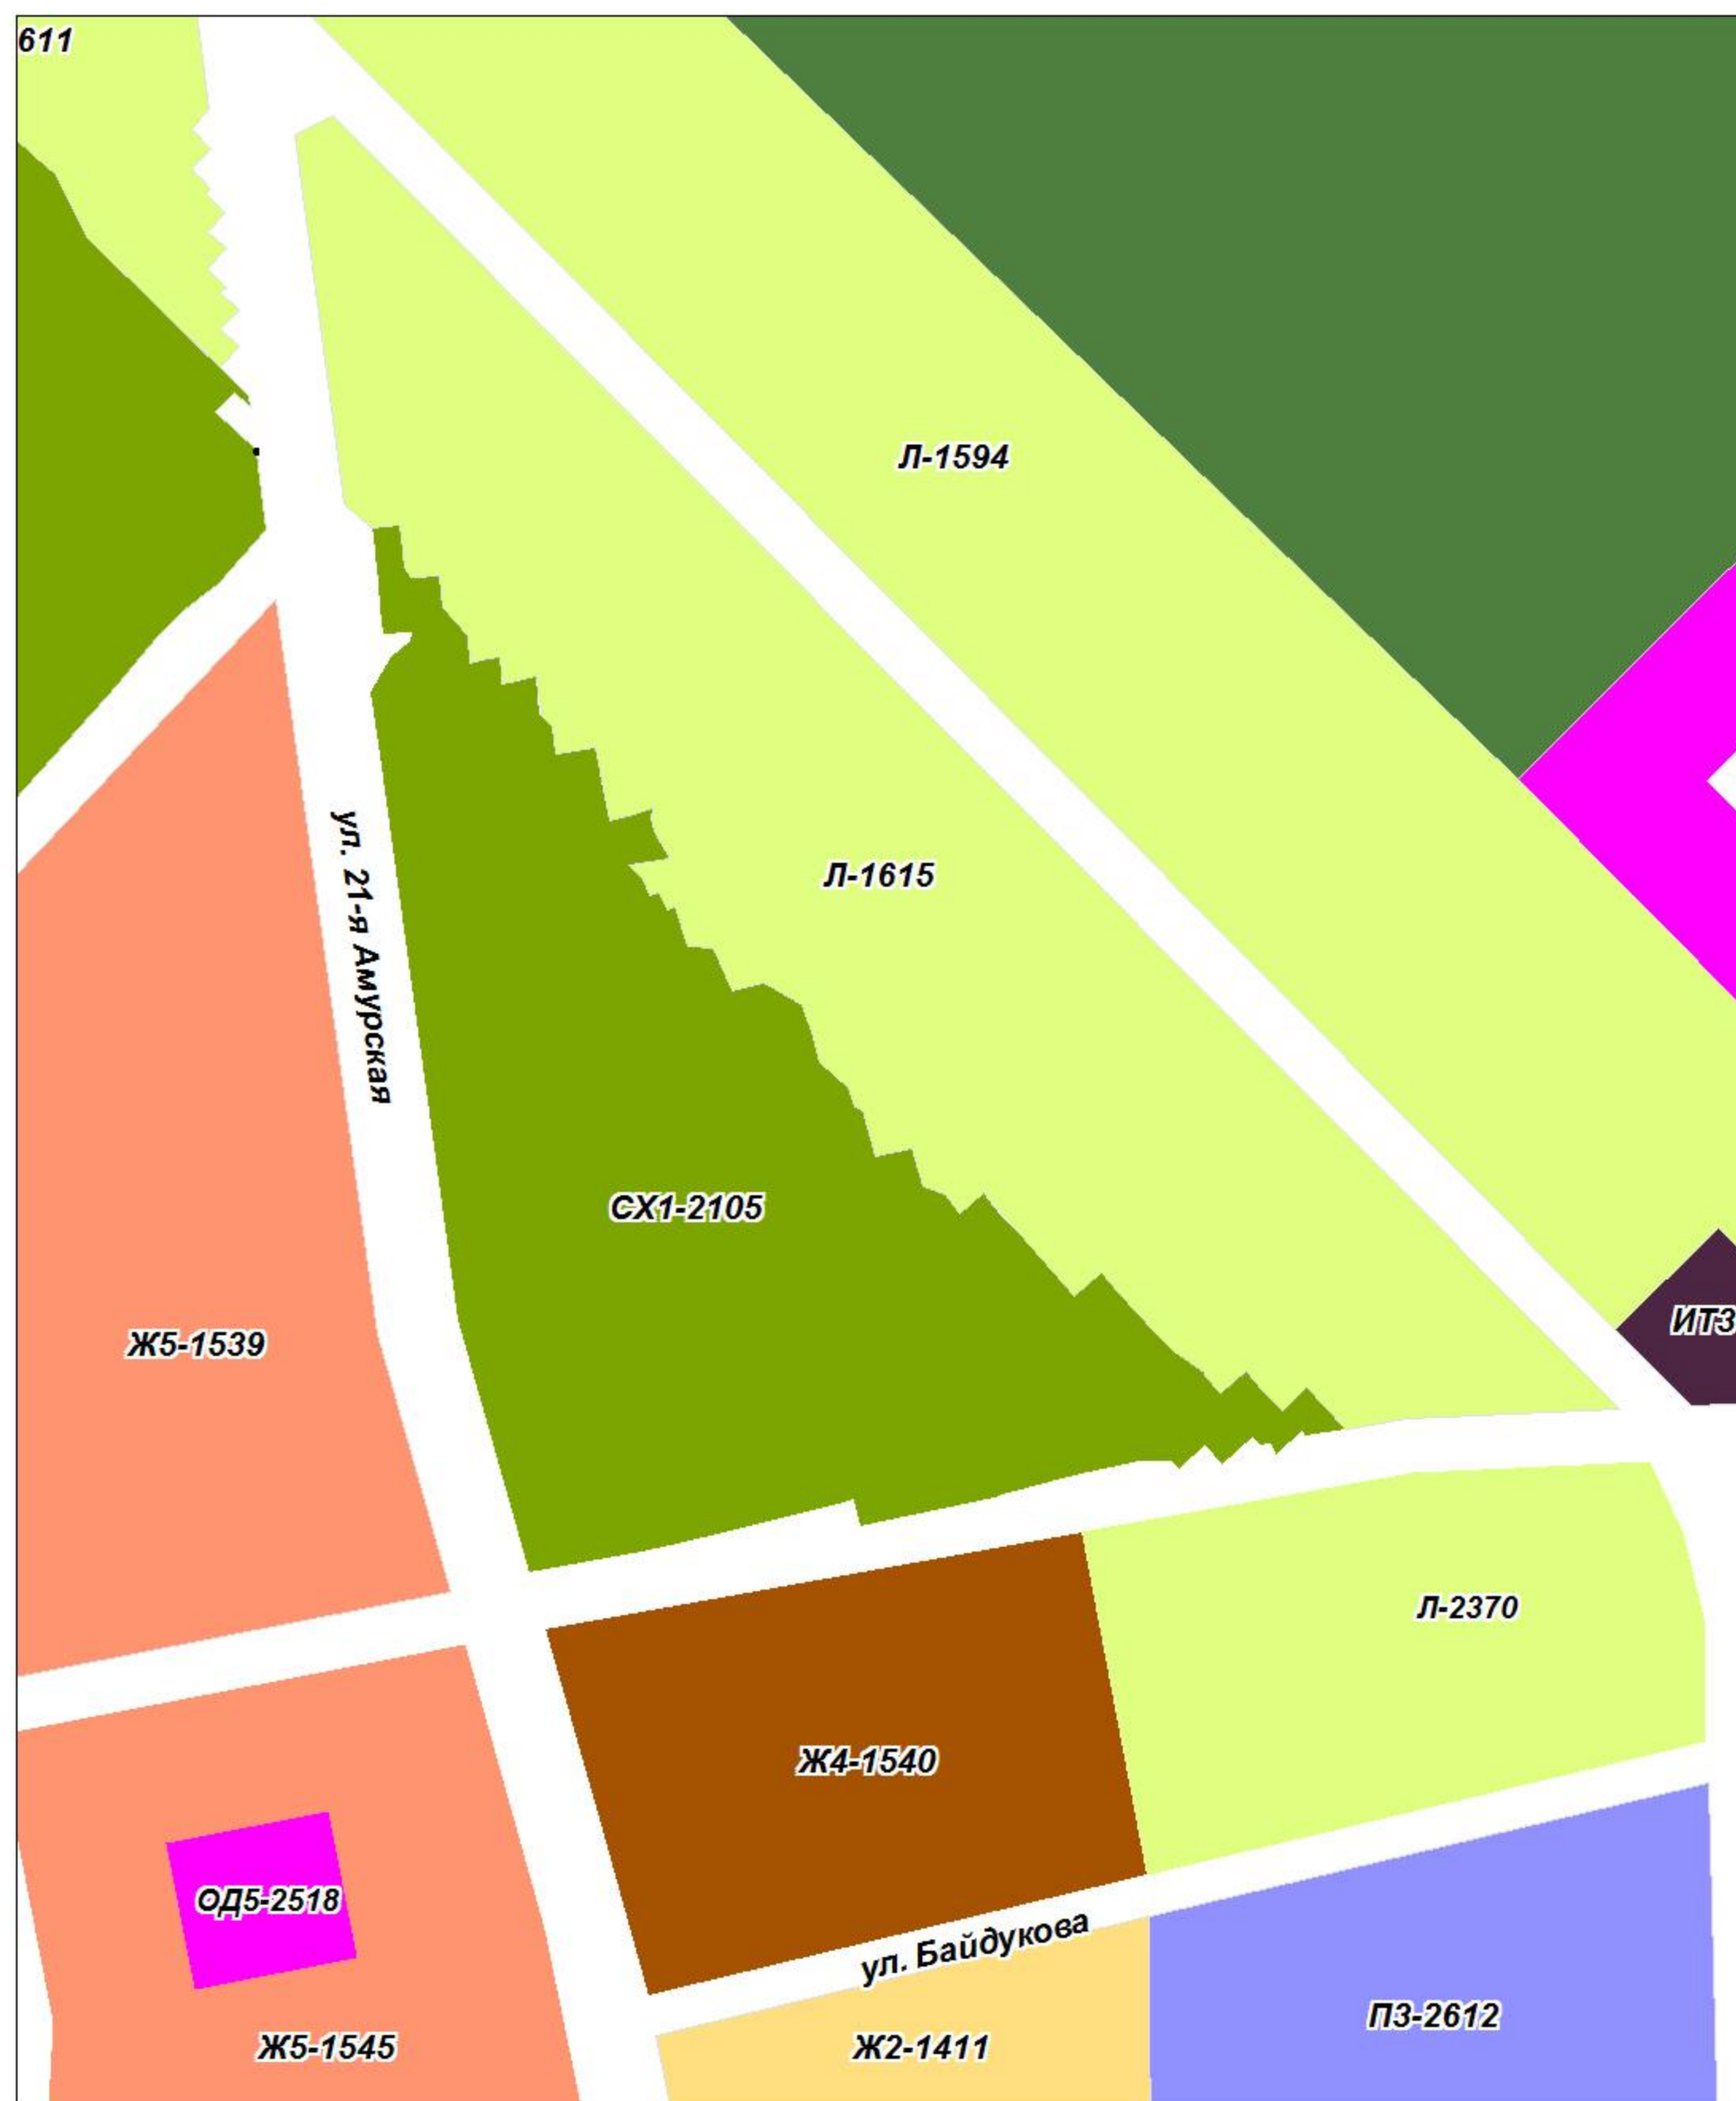 611
Л-1594
ул. 21-я Амурская
Л-1615
СХ1-2105
ИТ3
Ж5-1539
Л-2370
Ж4-1540
ОД5-2518
ул. Байдукова
П3-2612
Ж5-1545
Ж2-1411